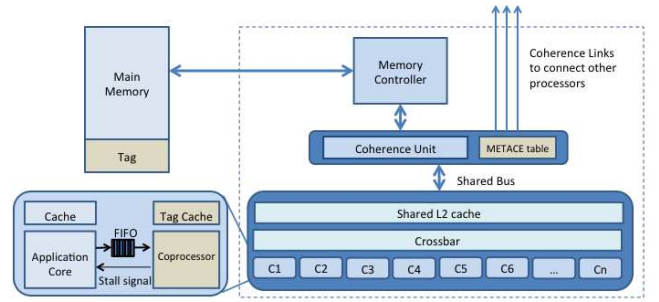 Main
Memory
Tag
Memory
Controller
Coherence Links
to connect other
processors
Coherence Unit
METACE table
Shared Bus
Shared L2 cache
Crossbar
C1 C2 C3 C4 C5 C6 ... Cn
Cache
Tag Cache
FIFO
Application
Core
Coprocessor
Stall signal